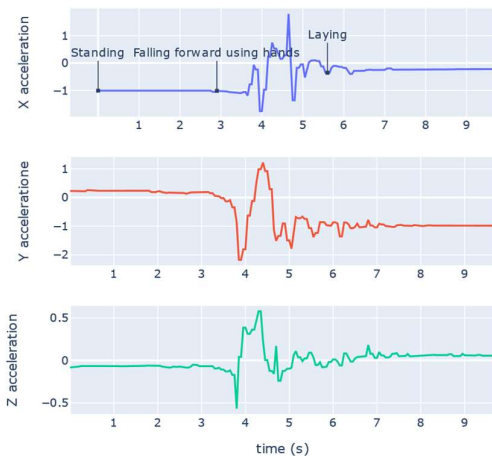 Laying
Standing Falling forward using hands
X acceleration
1
0
−1
1 2 3 4 5 6 7 8 9
Y acceleratione
1
0
−1
−2
1 2 3 4 5 6 7 8 9
Z acceleration
0.5
0
−0.5
1 2 3 4 5 6 7 8 9
time (s)